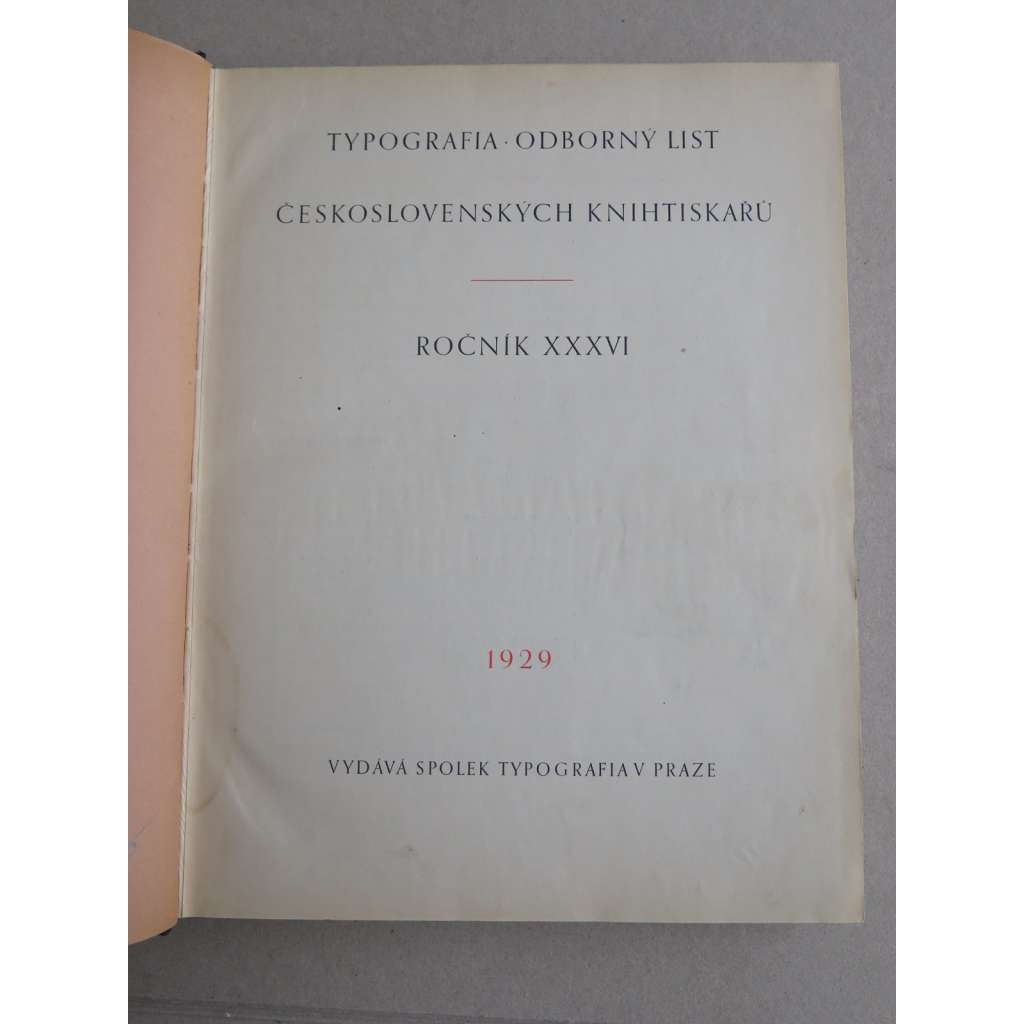 TYPOGRAFIA · ODBORNÝ LIST
ČESKOSLOVENSKÝCH KNIHTISKAŘŮ
ROČNÍK XXXVI
1929
VYDÁVÁ SPOLEK TYPOGRAFIA V PRAZE